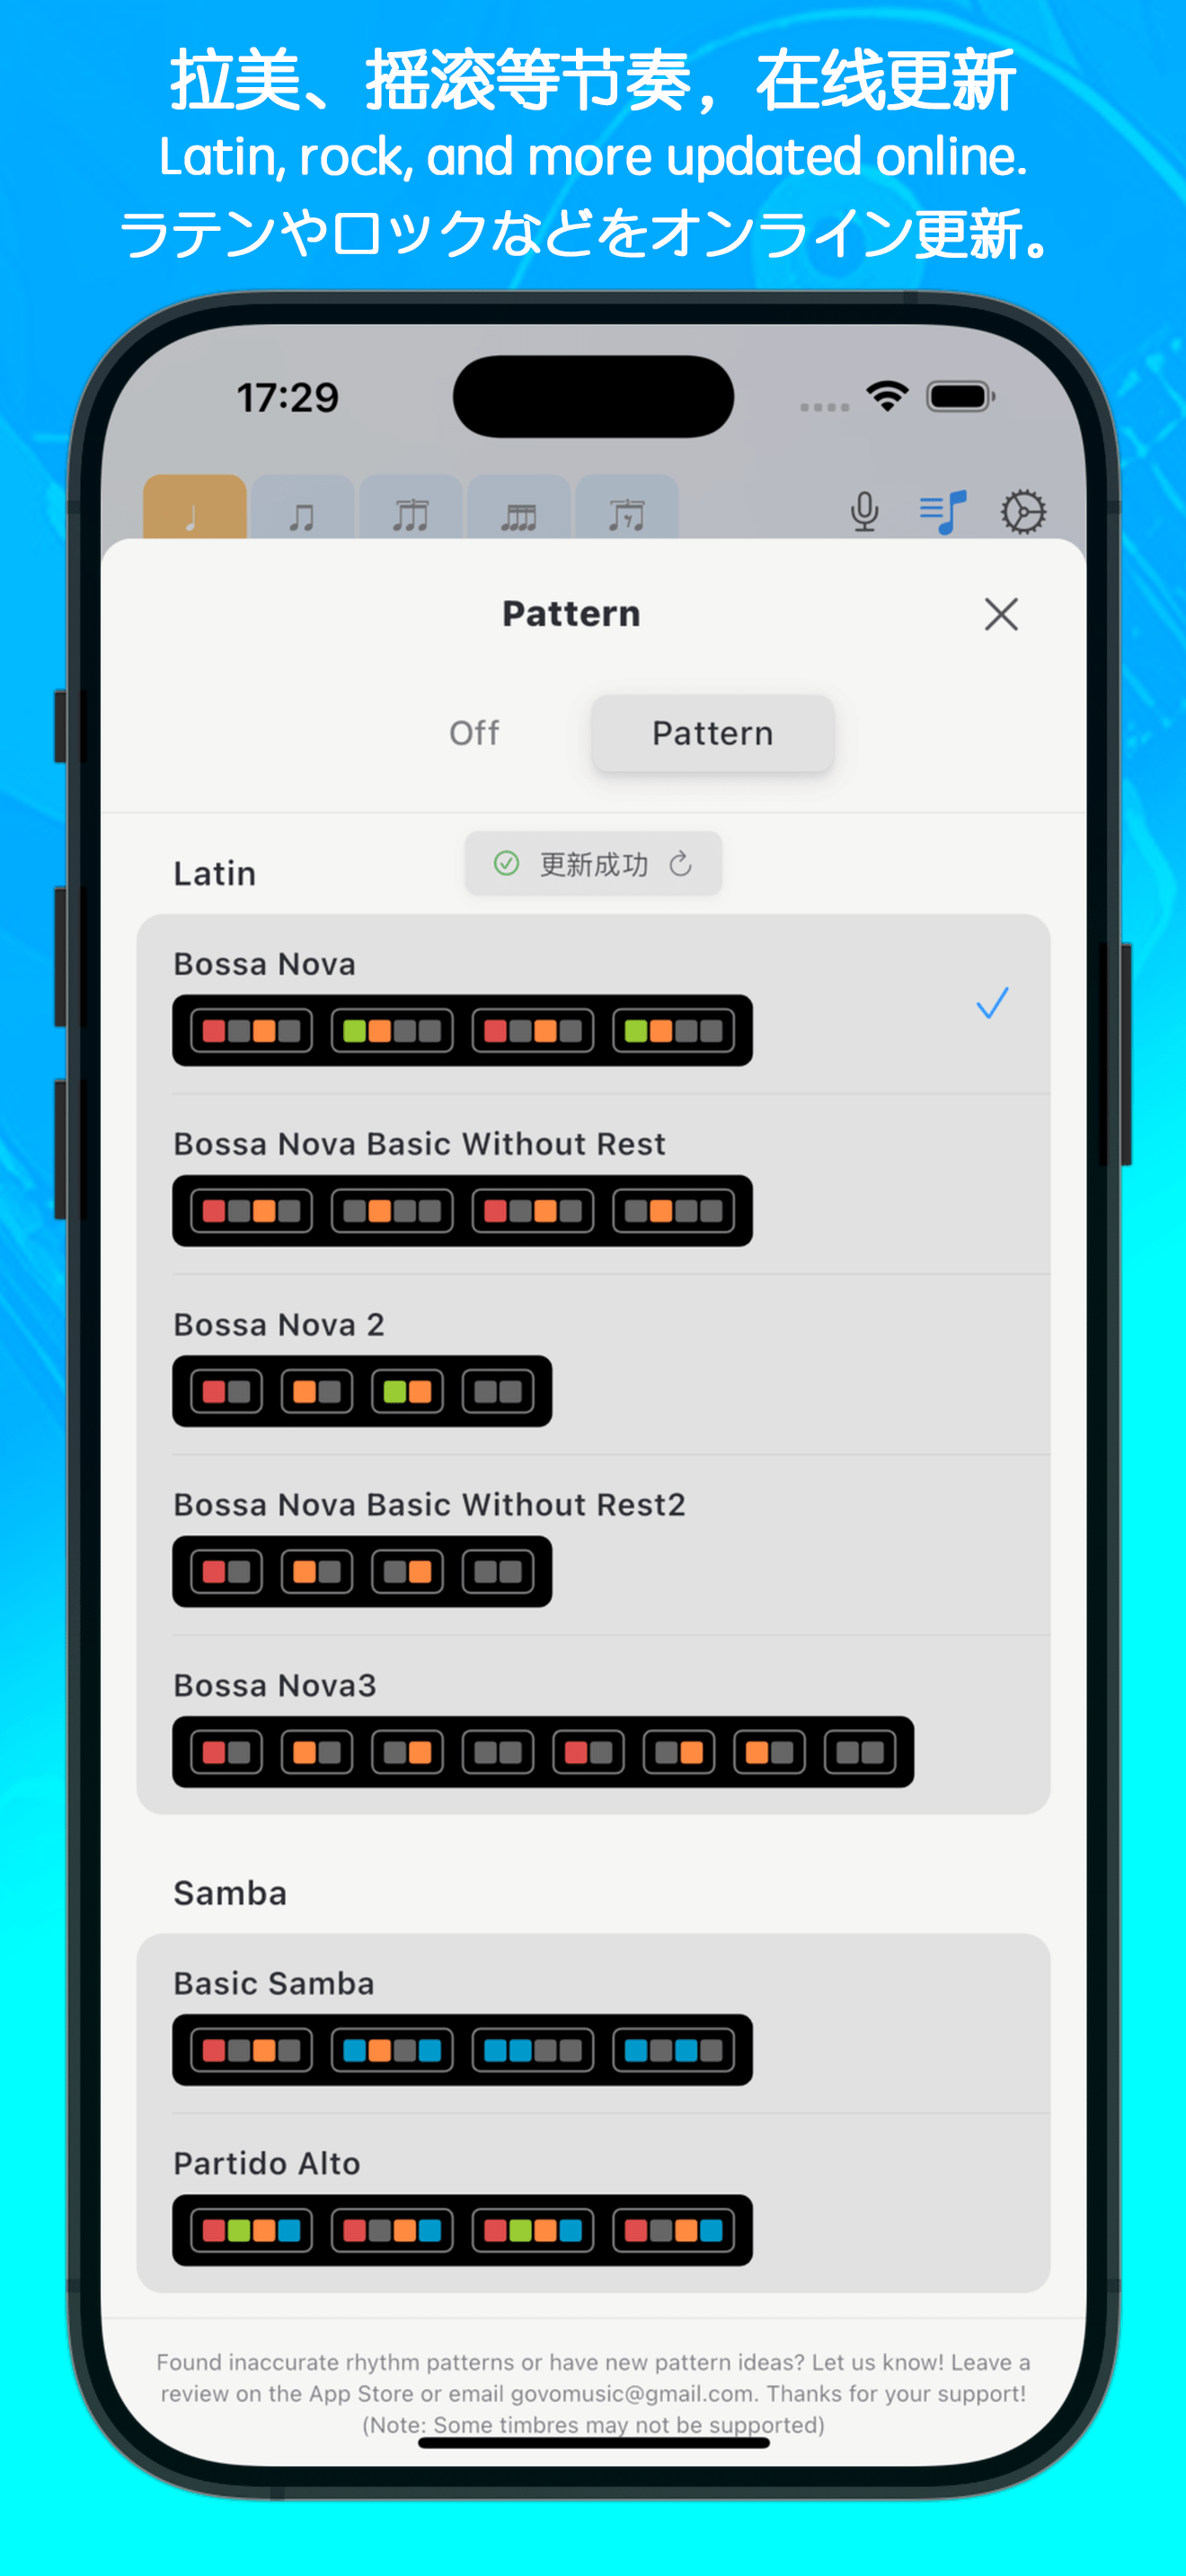 拉美、摇滚等节奏，在线更新
Latin, rock, and more updated online.
ラテンやロックなどをオンライン更新。
17:29
Pattern
Off
Pattern
Latin
更新成功
Bossa Nova
Bossa Nova Basic Without Rest
Bossa Nova 2
Bossa Nova Basic Without Rest2
Bossa Nova3
Samba
Basic Samba
Partido Alto
Found inaccurate rhythm patterns or have new pattern ideas? Let us know! Leave a
review on the App Store or email govomusic@gmail.com. Thanks for your support!
(Note: Some timbres may not be supported)